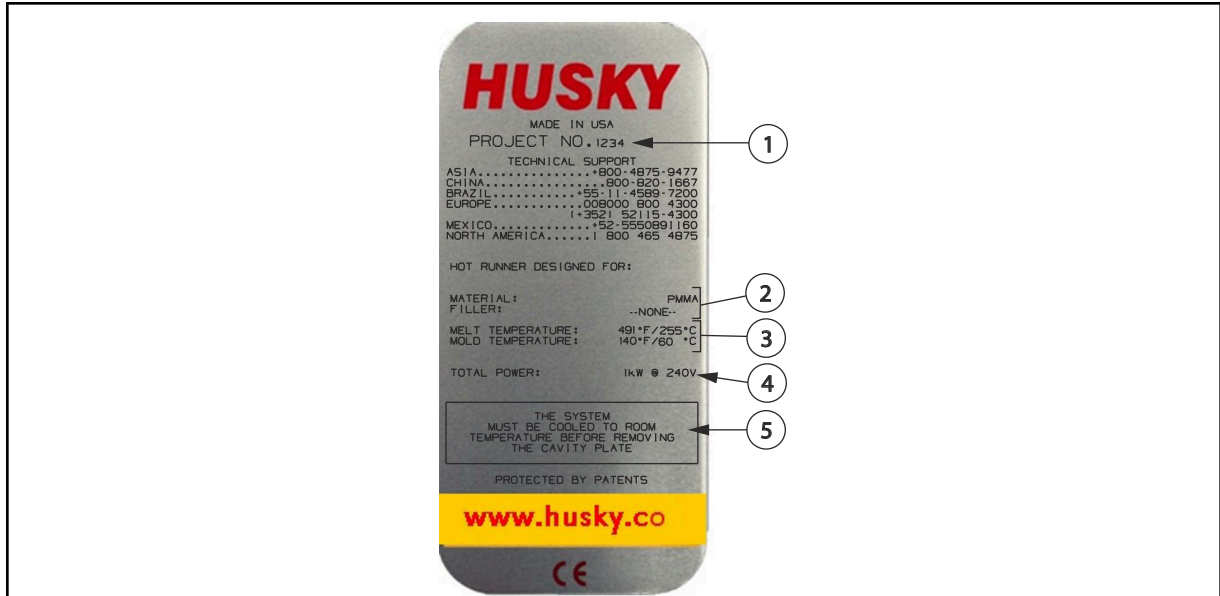 HUSKY
MADE IN USA
PROJECT NO. 1234
1
TECHNICAL SUPPORT
ASIA..............+800-4875-9477
CHINA...............800-820-1667
BRAZIL...........+55-11-4589-7200
EUROPE............008000 800 4300
(+352) 52115-4300
MEXICO.............+52-5550891160
NORTH AMERICA......1 800 465 4875
HOT RUNNER DESIGNED FOR:
MATERIAL: PMMA
FILLER: --NONE--
2
MELT TEMPERATURE: 491°F/255°C
MOLD TEMPERATURE: 140°F/60 °C
3
TOTAL POWER: 1kW @ 240V
4
THE SYSTEM
MUST BE COOLED TO ROOM
TEMPERATURE BEFORE REMOVING
THE CAVITY PLATE
5
PROTECTED BY PATENTS
www.husky.co
CE